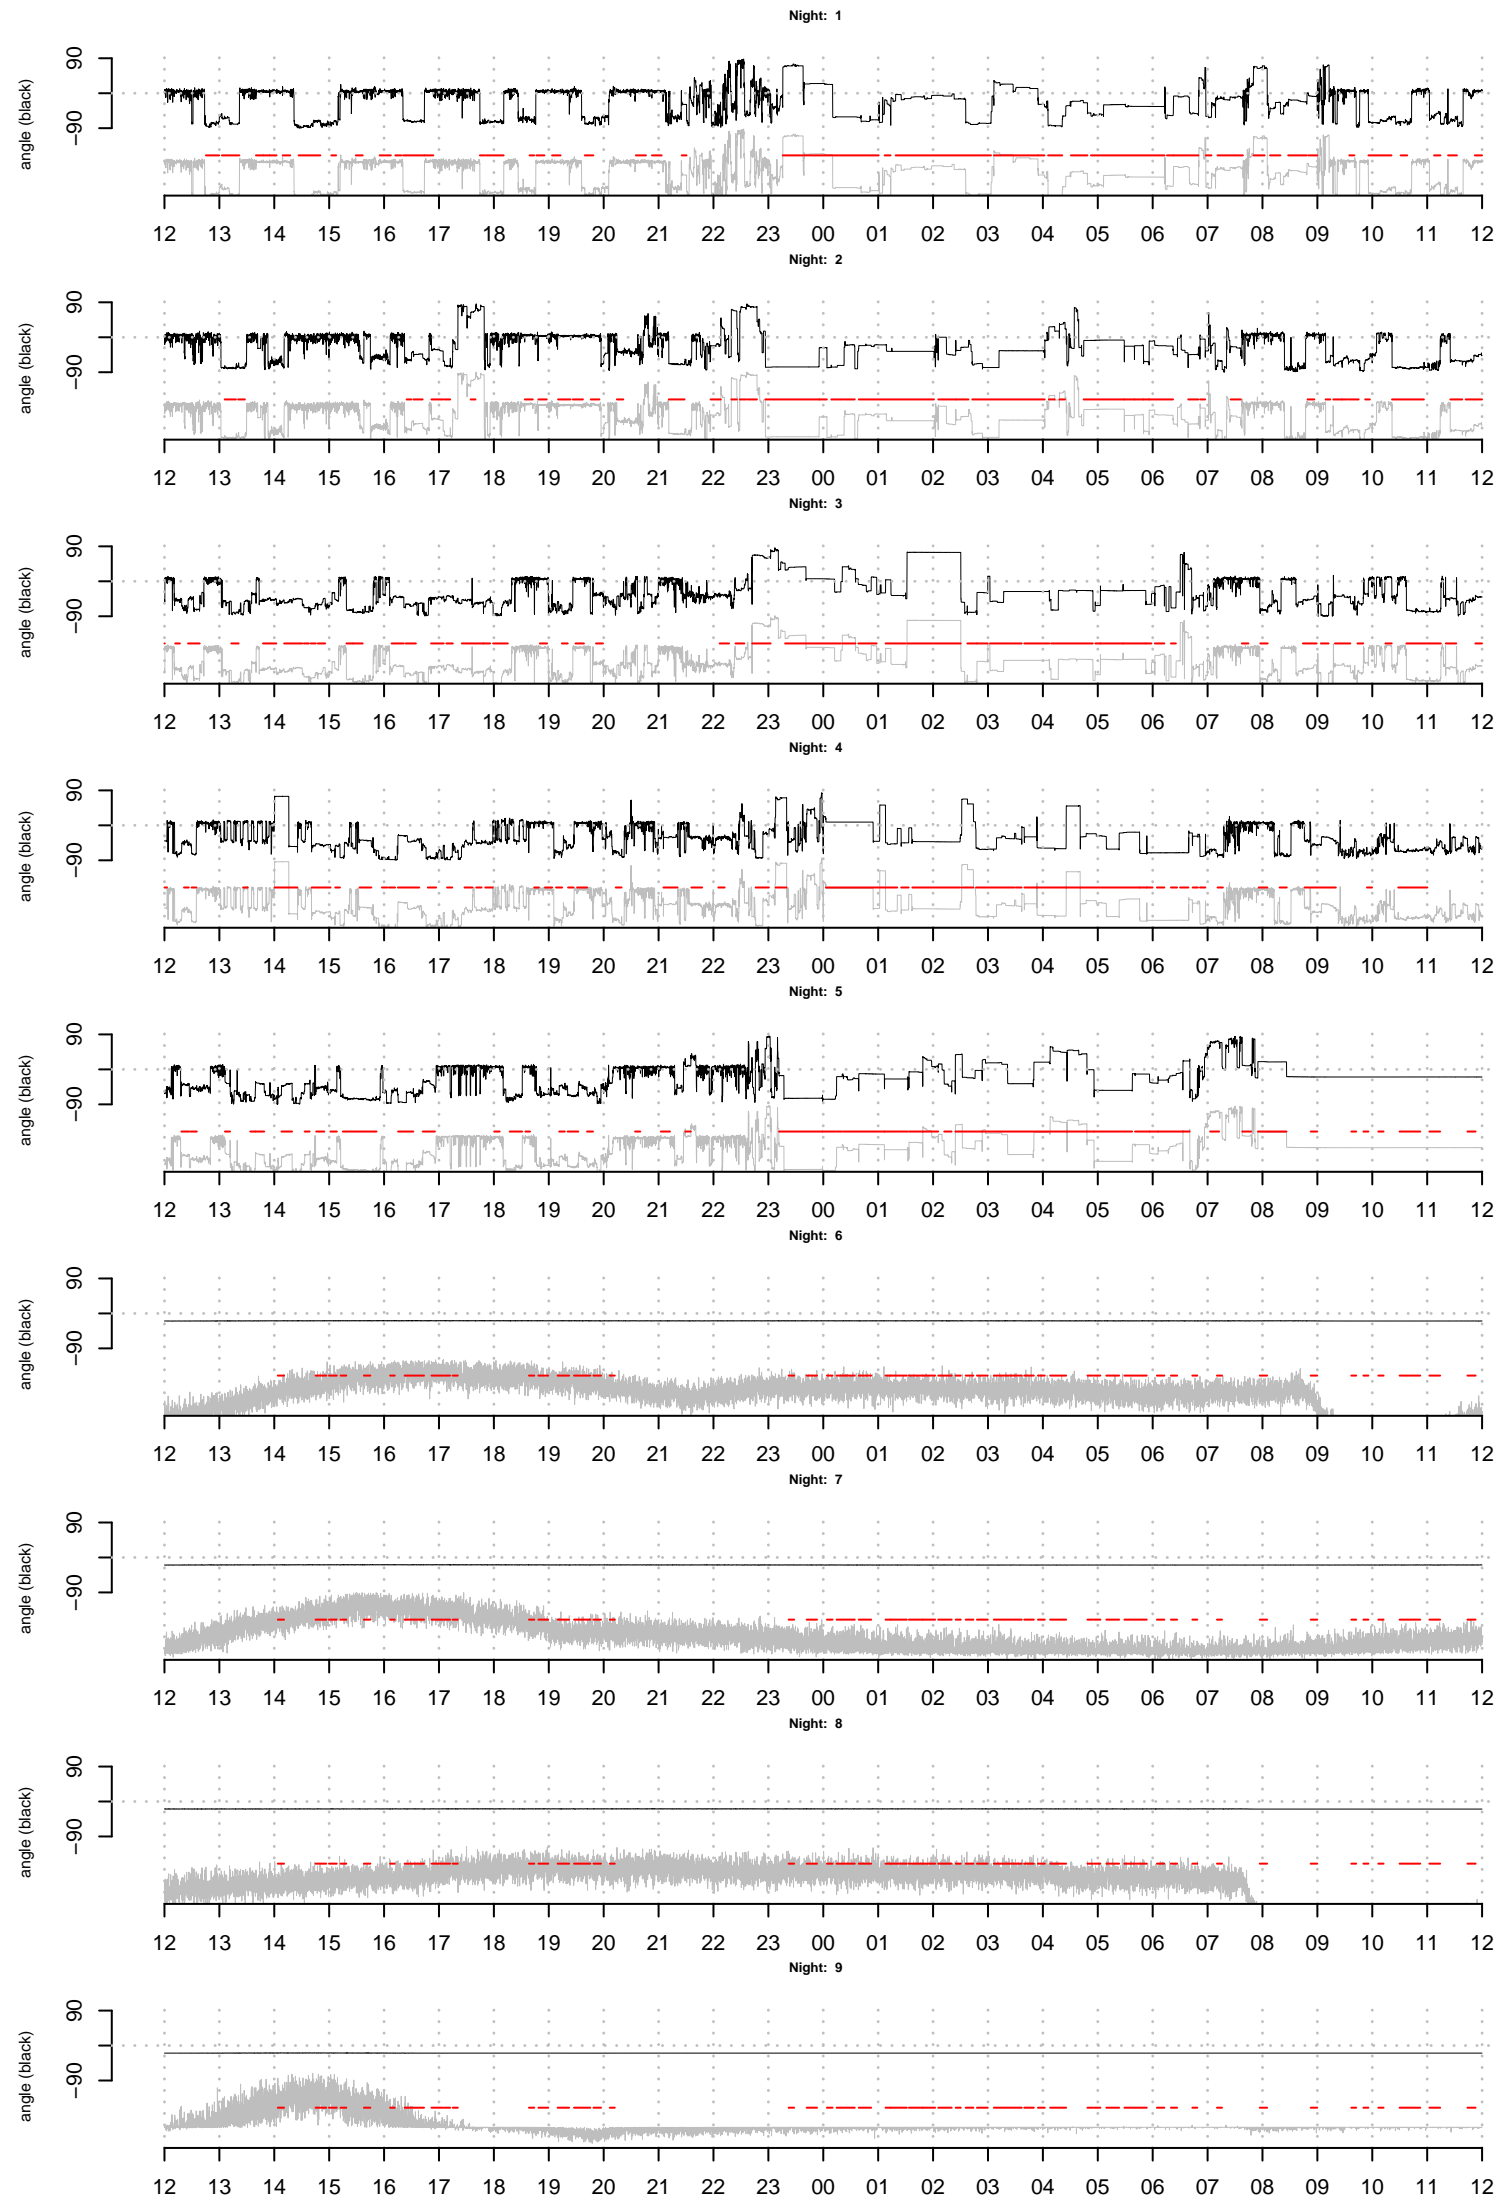 Night: 1
angle (black)
−90 90
12 13 14 15 16 17 18 19 20 21 22 23 00 01 02 03 04 05 06 07 08 09 10 11 12
Night: 2
angle (black)
−90 90
12 13 14 15 16 17 18 19 20 21 22 23 00 01 02 03 04 05 06 07 08 09 10 11 12
Night: 3
angle (black)
−90 90
12 13 14 15 16 17 18 19 20 21 22 23 00 01 02 03 04 05 06 07 08 09 10 11 12
Night: 4
angle (black)
−90 90
12 13 14 15 16 17 18 19 20 21 22 23 00 01 02 03 04 05 06 07 08 09 10 11 12
Night: 5
angle (black)
−90 90
12 13 14 15 16 17 18 19 20 21 22 23 00 01 02 03 04 05 06 07 08 09 10 11 12
Night: 6
angle (black)
−90 90
12 13 14 15 16 17 18 19 20 21 22 23 00 01 02 03 04 05 06 07 08 09 10 11 12
Night: 7
angle (black)
−90 90
12 13 14 15 16 17 18 19 20 21 22 23 00 01 02 03 04 05 06 07 08 09 10 11 12
Night: 8
angle (black)
−90 90
12 13 14 15 16 17 18 19 20 21 22 23 00 01 02 03 04 05 06 07 08 09 10 11 12
Night: 9
angle (black)
−90 90
12 13 14 15 16 17 18 19 20 21 22 23 00 01 02 03 04 05 06 07 08 09 10 11 12